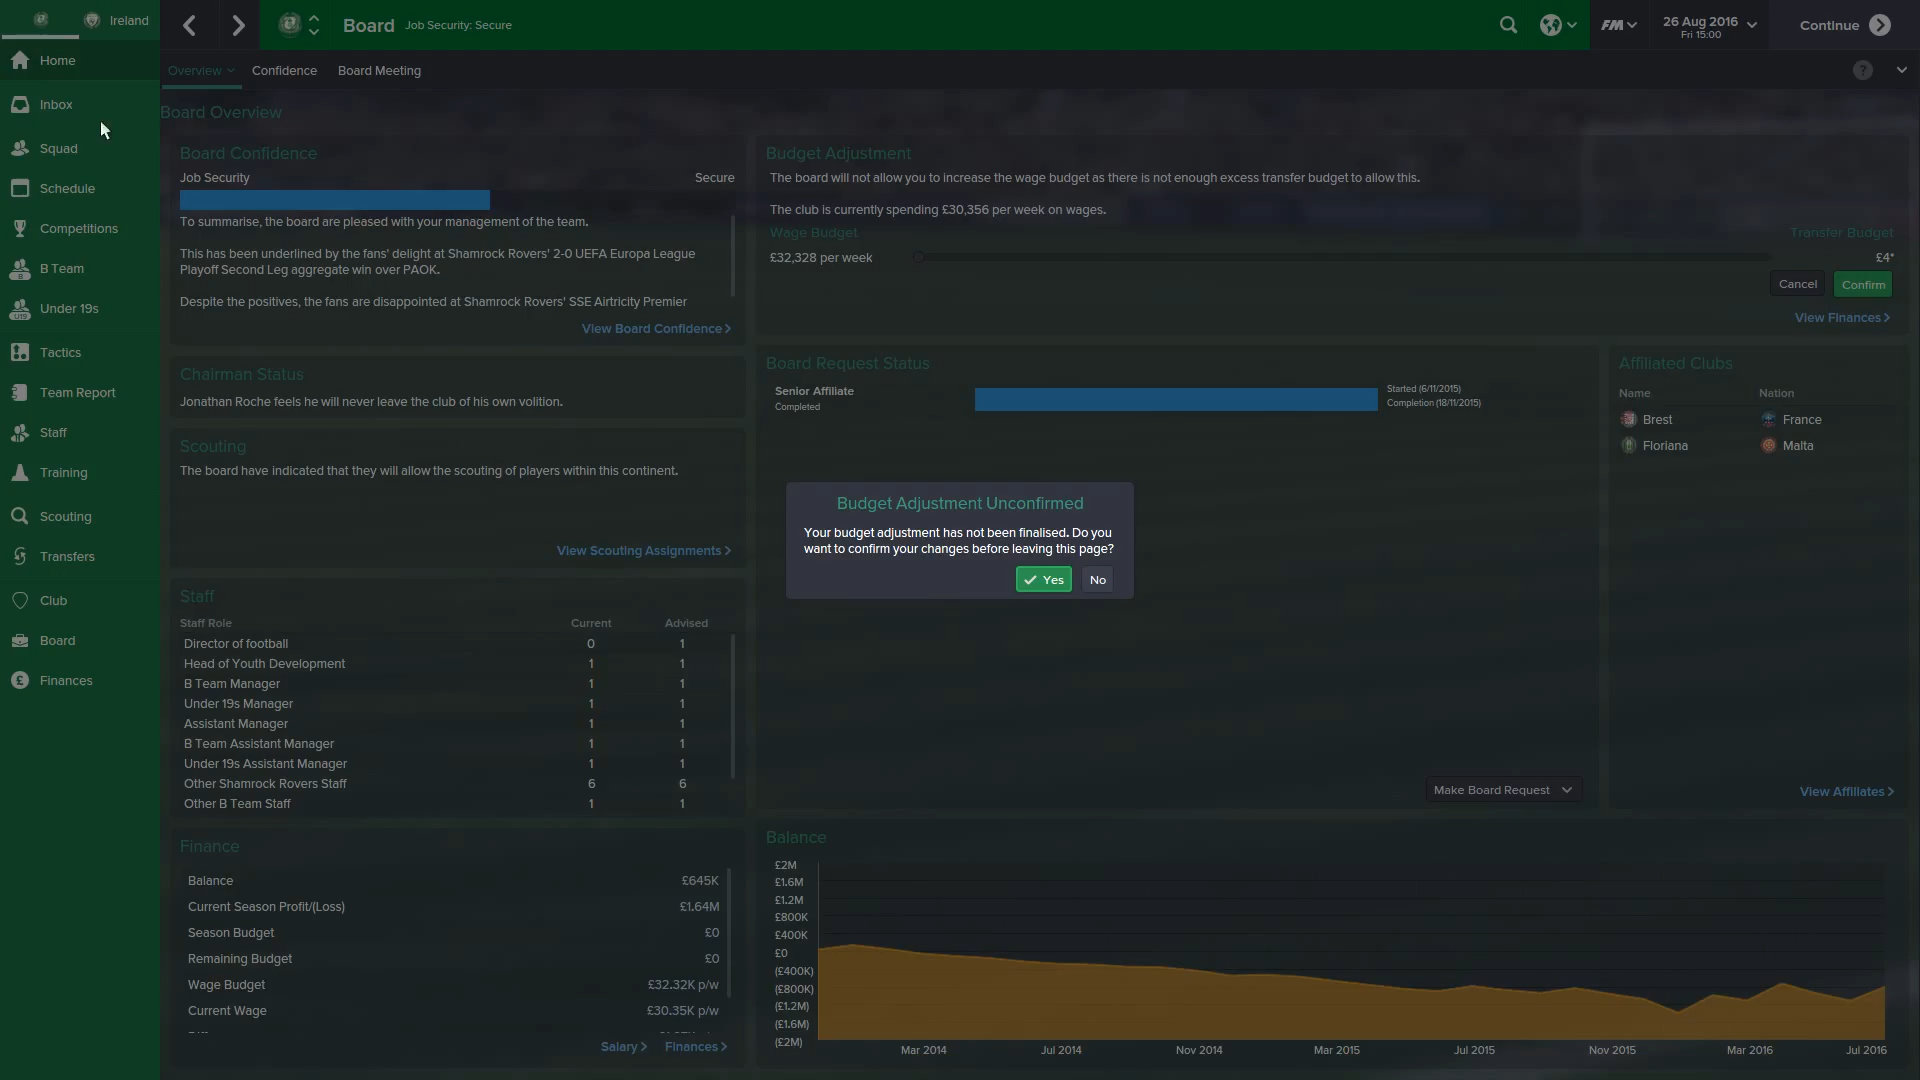 Ireland
Board
Job Security: Secure
FM
26 Aug 2016
Fri 15:00
Continue
Home
Inbox
Squad
Schedule
Competitions
B Team
Under 19s
Tactics
Team Report
Staff
Training
Scouting
Transfers
Club
Board
Finances
Overview
Confidence
Board Meeting
?
Board Overview
Board Confidence
Job Security
Secure
To summarise, the board are pleased with your management of the team.
This has been underlined by the fans' delight at Shamrock Rovers' 2-0 UEFA Europa League
Playoff Second Leg aggregate win over PAOK.
Despite the positives, the fans are disappointed at Shamrock Rovers' SSE Airtricity Premier
View Board Confidence >
Chairman Status
Jonathan Roche feels he will never leave the club of his own volition.
Scouting
The board have indicated that they will allow the scouting of players within this continent.
View Scouting Assignments >
Staff
Staff Role Current Advised
Director of football 0 1
Head of Youth Development 1 1
B Team Manager 1 1
Under 19s Manager 1 1
Assistant Manager 1 1
B Team Assistant Manager 1 1
Under 19s Assistant Manager 1 1
Other Shamrock Rovers Staff 6 6
Other B Team Staff 1 1
Finance
Balance £645K
Current Season Profit/(Loss) £1.64M
Season Budget £0
Remaining Budget £0
Wage Budget £32.32K p/w
Current Wage £30.35K p/w
Salary >
Finances >
Budget Adjustment
The board will not allow you to increase the wage budget as there is not enough excess transfer budget to allow this.
The club is currently spending £30,356 per week on wages.
Wage Budget
Transfer Budget
£32,328 per week
£4*
Cancel
Confirm
View Finances >
Board Request Status
Senior Affiliate
Completed
Started (6/11/2015)
Completion (18/11/2015)
Make Board Request
Affiliated Clubs
Name Nation
Brest France
Floriana Malta
View Affiliates >
Budget Adjustment Unconfirmed
Your budget adjustment has not been finalised. Do you
want to confirm your changes before leaving this page?
Yes
No
Balance
£2M
£1.6M
£1.2M
£800K
£400K
£0
(£400K)
(£800K)
(£1.2M)
(£1.6M)
(£2M)
Mar 2014
Jul 2014
Nov 2014
Mar 2015
Jul 2015
Nov 2015
Mar 2016
Jul 2016